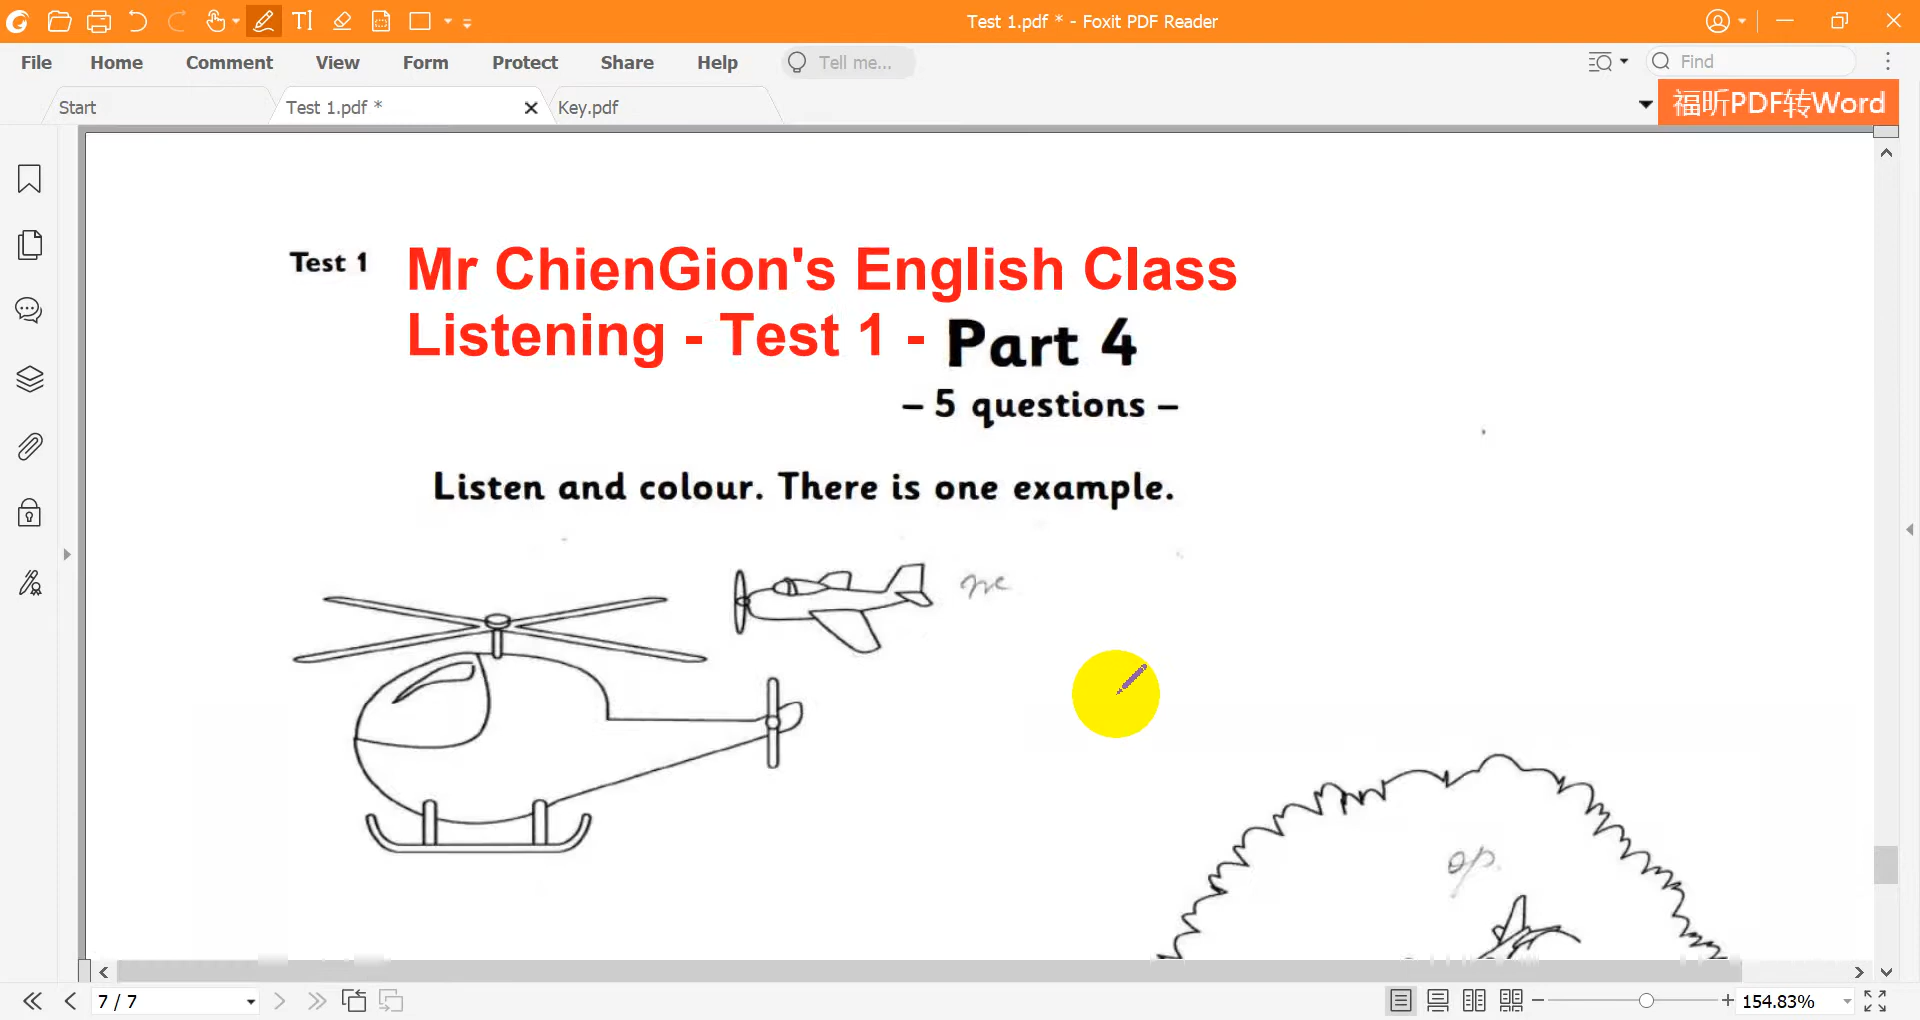 Test 1.pdf * - Foxit PDF Reader
File Home Comment View Form Protect Share Help Tell me... Find
Start Test 1.pdf * Key.pdf 福昕PDF转Word
Test 1 Mr ChienGion's English Class
Listening - Test 1 - Part 4
– 5 questions –
Listen and colour. There is one example.
7 / 7 154.83%